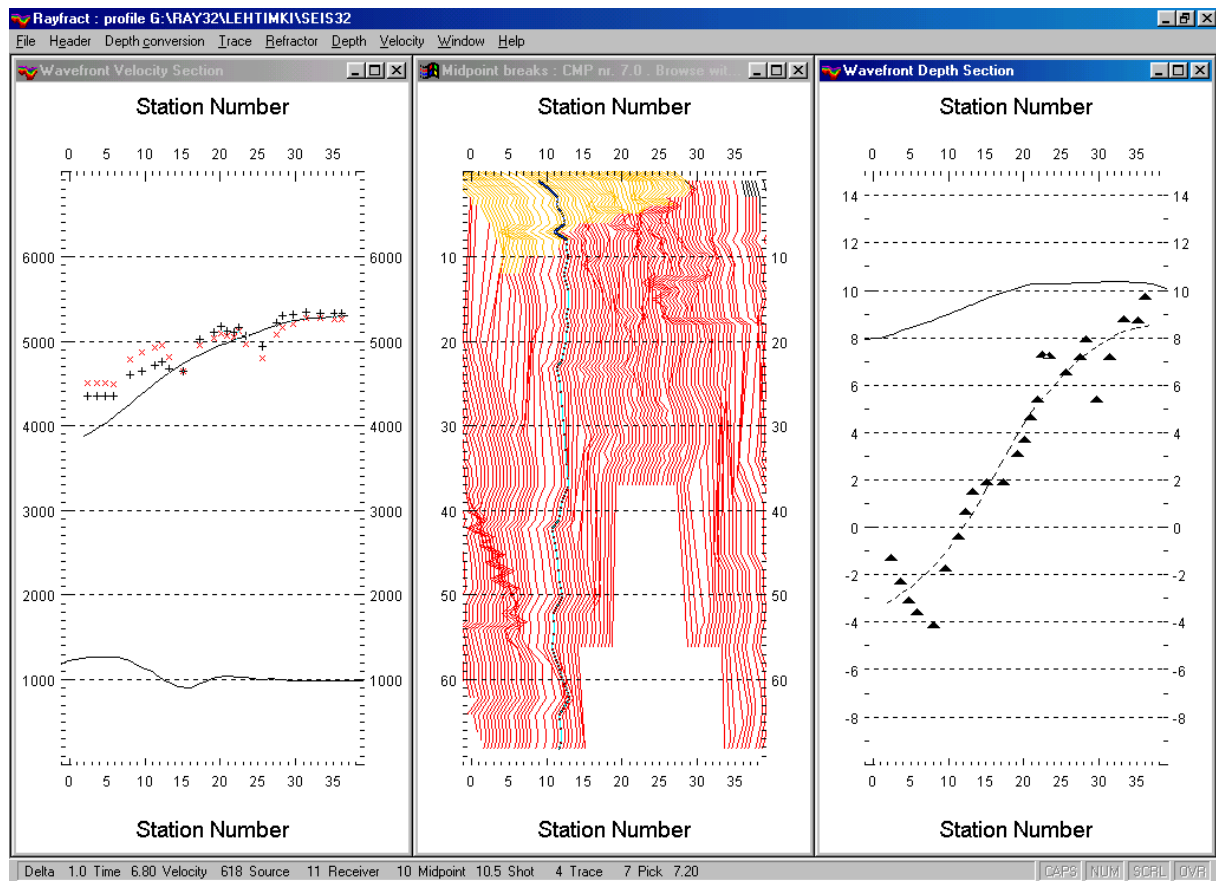 Rayfract : profile G:\RAY32\LEHTIMKI\SEIS32
File Header Depth conversion Trace Refractor Depth Velocity Window Help
Wavefront Velocity Section
Station Number
0 5 10 15 20 25 30 35
6000 6000
5000 5000
4000 4000
3000 3000
2000 2000
1000 1000
0 5 10 15 20 25 30 35
Station Number
Midpoint breaks : CMP nr. 7.0 . Browse wit...
Station Number
0 5 10 15 20 25 30 35
10 10
20 20
30 30
40 40
50 50
60 60
0 5 10 15 20 25 30 35
Station Number
Wavefront Depth Section
Station Number
0 5 10 15 20 25 30 35
14 14
12 12
10 10
8 8
6 6
4 4
2 2
0 0
-2 -2
-4 -4
-6 -6
-8 -8
0 5 10 15 20 25 30 35
Station Number
Delta 1.0 Time 6.80 Velocity 618 Source 11 Receiver 10 Midpoint 10.5 Shot 4 Trace 7 Pick 7.20
CAPS NUM SCRL OVR